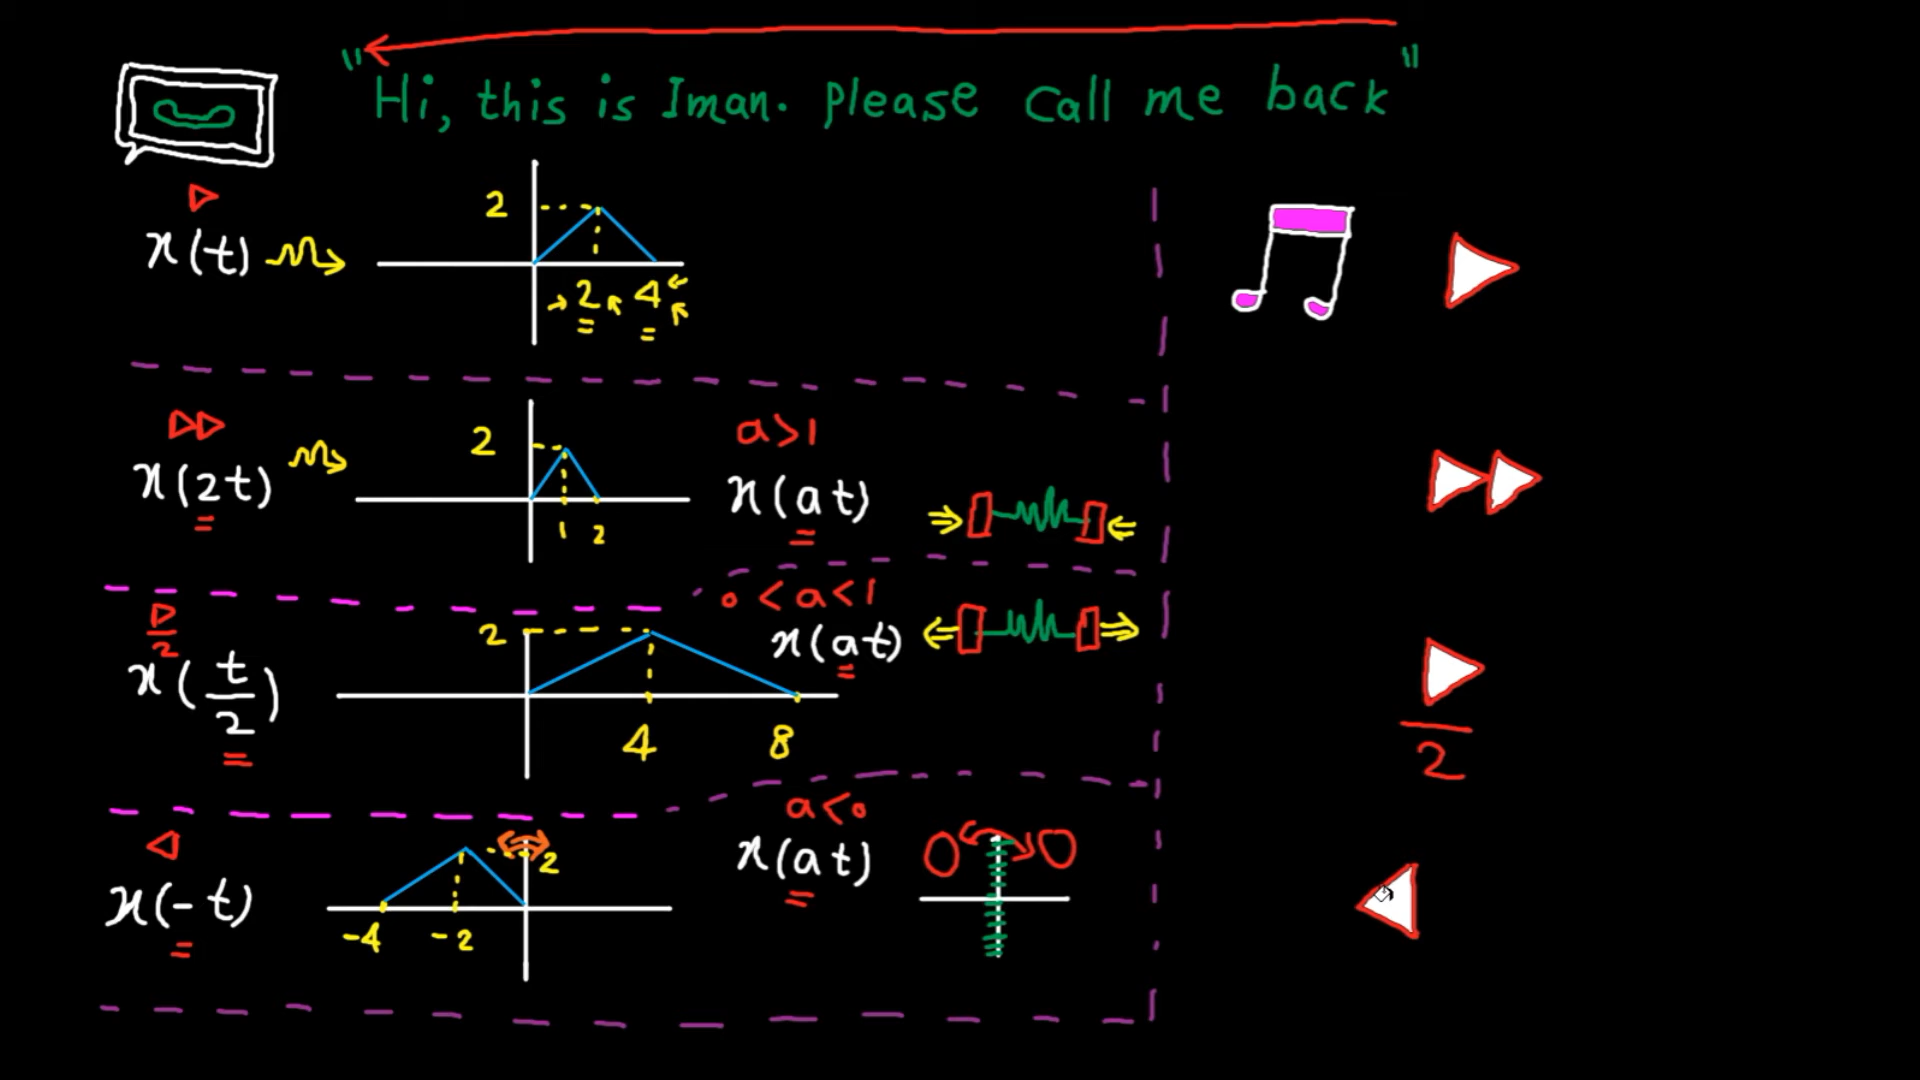 "Hi, this is Iman. Please call me back"
x(t)
2
2 4
x(2t)
2
1 2
a>1
x(at)
0<a<1
x(at)
2
x(t/2)
2
4 8
2
a<0
x(at)
x(-t)
2
-4 -2